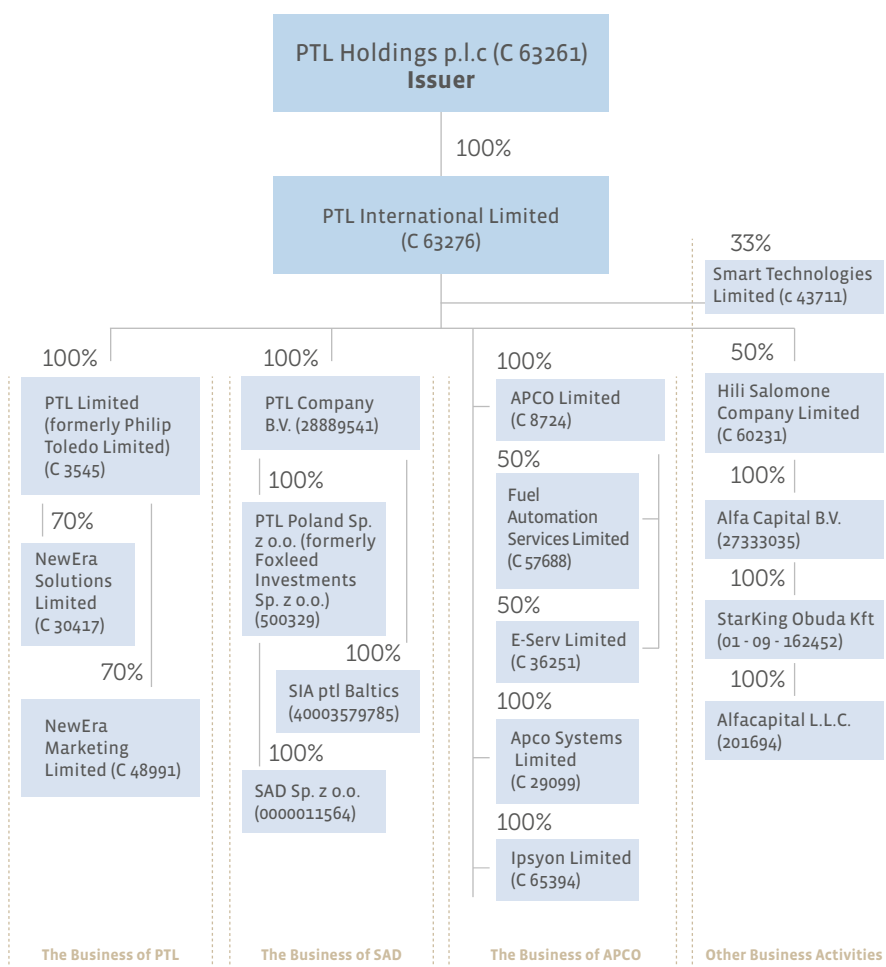 PTL Holdings p.l.c (C 63261)
Issuer
100%
PTL International Limited
(C 63276)
33%
Smart Technologies
Limited (c 43711)
100%
PTL Limited
(formerly Philip
Toledo Limited)
(C 3545)
70%
NewEra
Solutions
Limited
(C 30417)
70%
NewEra
Marketing
Limited (C 48991)
100%
PTL Company
B.V. (28889541)
100%
PTL Poland Sp.
z o.o. (formerly
Foxleed
Investments
Sp. z o.o.)
(500329)
100%
SIA ptl Baltics
(40003579785)
100%
SAD Sp. z o.o.
(0000011564)
100%
APCO Limited
(C 8724)
50%
Fuel
Automation
Services Limited
(C 57688)
50%
E-Serv Limited
(C 36251)
100%
Apco Systems
Limited
(C 29099)
100%
Ipsyon Limited
(C 65394)
50%
Hili Salomone
Company Limited
(C 60231)
100%
Alfa Capital B.V.
(27333035)
100%
StarKing Obuda Kft
(01 - 09 - 162452)
100%
Alfacapital L.L.C.
(201694)
The Business of PTL
The Business of SAD
The Business of APCO
Other Business Activities